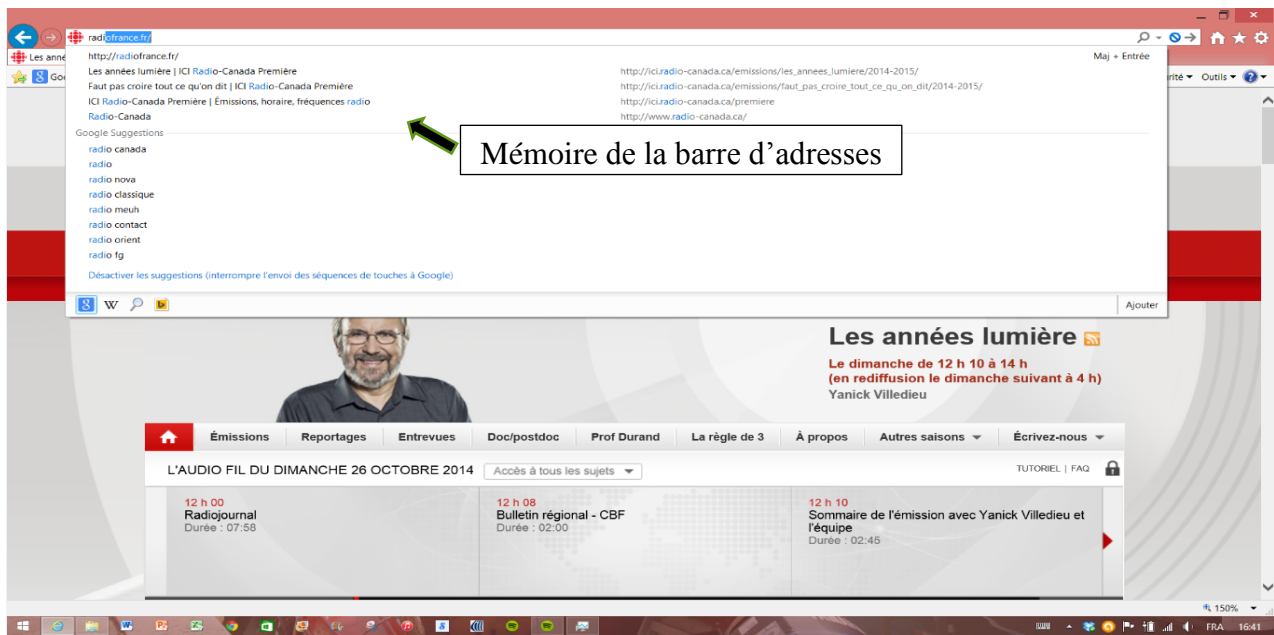 radiofrance.fr/
Les anné
http://radiofrance.fr/ Maj + Entrée
Les années lumière | ICI Radio-Canada Première http://ici.radio-canada.ca/emissions/les_annees_lumiere/2014-2015/
Goo rité Outils
Faut pas croire tout ce qu'on dit | ICI Radio-Canada Première http://ici.radio-canada.ca/emissions/faut_pas_croire_tout_ce_qu_on_dit/2014-2015/
ICI Radio-Canada Première | Émissions, horaire, fréquences radio http://ici.radio-canada.ca/premiere
Radio-Canada http://www.radio-canada.ca/
Google Suggestions
Mémoire de la barre d'adresses
radio canada
radio
radio nova
radio classique
radio meuh
radio contact
radio orient
radio fg
Désactiver les suggestions (interrompre l'envoi des séquences de touches à Google)
8 W Ajouter
Les années lumière
Le dimanche de 12 h 10 à 14 h
(en rediffusion le dimanche suivant à 4 h)
Yanick Villedieu
Émissions Reportages Entrevues Doc/postdoc Prof Durand La règle de 3 À propos Autres saisons Écrivez-nous
L'AUDIO FIL DU DIMANCHE 26 OCTOBRE 2014 Accès à tous les sujets TUTORIEL | FAQ
12 h 00
Radiojournal
Durée : 07:58
12 h 08
Bulletin régional - CBF
Durée : 02:00
12 h 10
Sommaire de l'émission avec Yanick Villedieu et
l'équipe
Durée : 02:45
150%
FRA 16:41